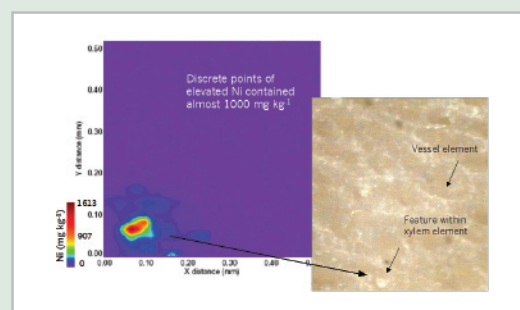 0.50
0.40
0.30
0.20
0.10
0.00
Y distance (mm)
Discrete points of
elevated Ni contained
almost 1000 mg kg-1
Ni (mg kg-1)
1613
907
0
0.00 0.10 0.20 0.30 0.40 0.
X distance (mm)
Vessel element
Feature within
xylem element